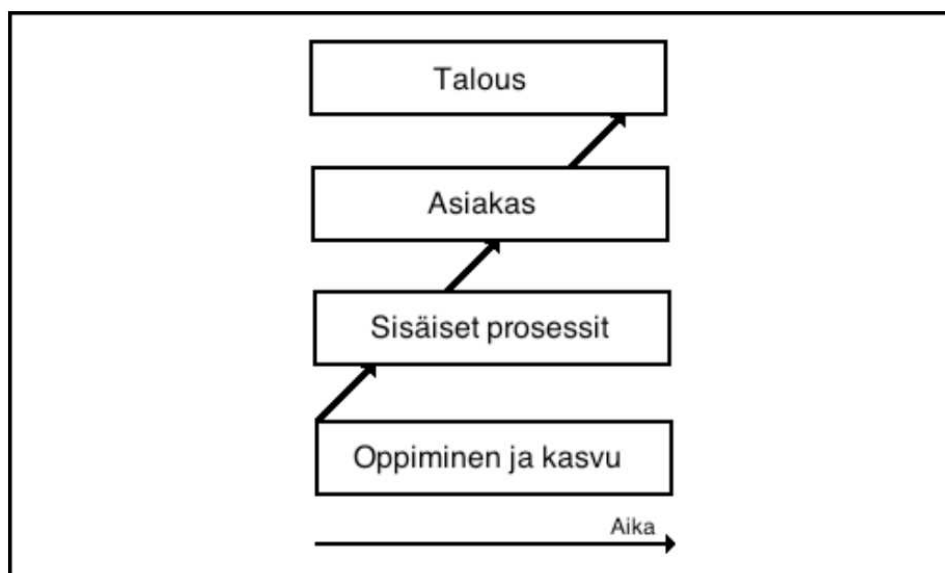 Talous
Asiakas
Sisäiset prosessit
Oppiminen ja kasvu
Aika